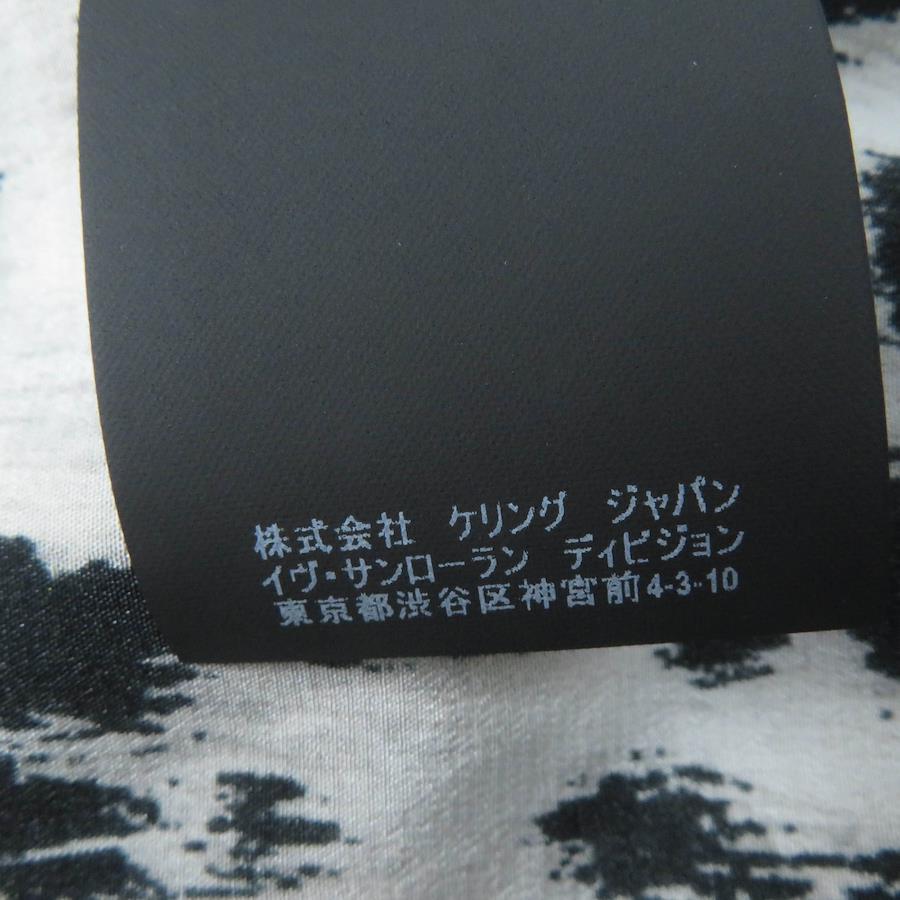 株式会社 ケリング ジャパン
イヴ・サンローラン ディビジョン
東京都渋谷区神宮前4-3-10